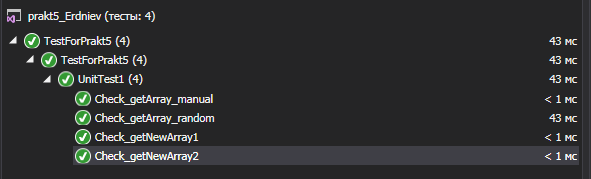 prakt5_Erdniev (тесты: 4)
TestForPrakt5 (4) 43 мс
TestForPrakt5 (4) 43 мс
UnitTest1 (4) 43 мс
Check_getArray_manual < 1 мс
Check_getArray_random 43 мс
Check_getNewArray1 < 1 мс
Check_getNewArray2 < 1 мс